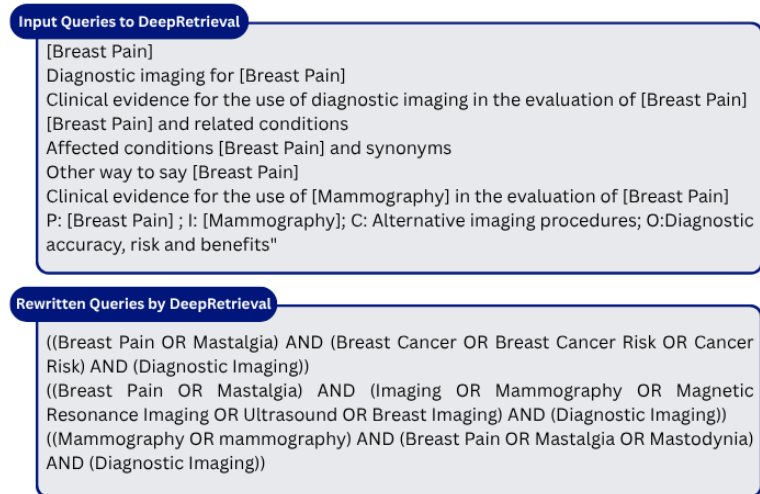 Input Queries to DeepRetrieval
[Breast Pain]
Diagnostic imaging for [Breast Pain]
Clinical evidence for the use of diagnostic imaging in the evaluation of [Breast Pain]
[Breast Pain] and related conditions
Affected conditions [Breast Pain] and synonyms
Other way to say [Breast Pain]
Clinical evidence for the use of [Mammography] in the evaluation of [Breast Pain]
P: [Breast Pain] ; I: [Mammography]; C: Alternative imaging procedures; O:Diagnostic
accuracy, risk and benefits"
Rewritten Queries by DeepRetrieval
((Breast Pain OR Mastalgia) AND (Breast Cancer OR Breast Cancer Risk OR Cancer
Risk) AND (Diagnostic Imaging))
((Breast Pain OR Mastalgia) AND (Imaging OR Mammography OR Magnetic
Resonance Imaging OR Ultrasound OR Breast Imaging) AND (Diagnostic Imaging))
((Mammography OR mammography) AND (Breast Pain OR Mastalgia OR Mastodynia)
AND (Diagnostic Imaging))